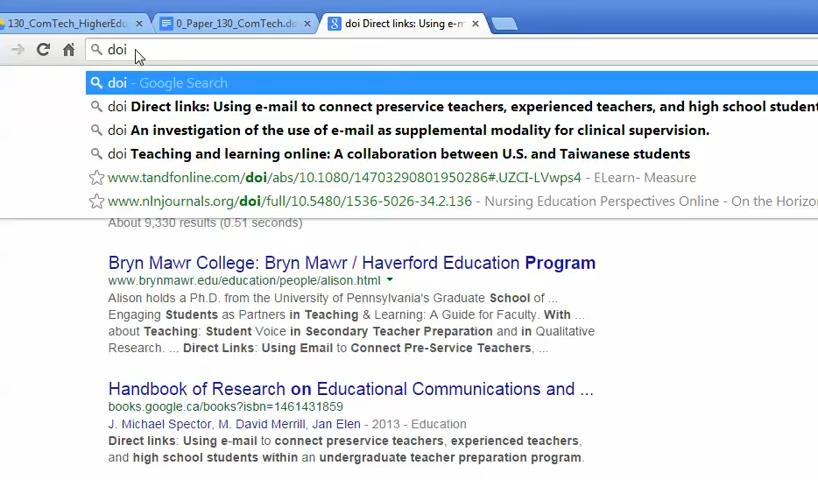 130_ComTech_HigherEdu × 0_Paper_130_ComTech.d × doi Direct links: Using e-m ×
doi
doi - Google Search
doi Direct links: Using e-mail to connect preservice teachers, experienced teachers, and high school student
doi An investigation of the use of e-mail as supplemental modality for clinical supervision.
doi Teaching and learning online: A collaboration between U.S. and Taiwanese students
www.tandfonline.com/doi/abs/10.1080/14703290801950286#.UZCI-LVwps4 - ELearn- Measure
www.nlnjournals.org/doi/full/10.5480/1536-5026-34.2.136 - Nursing Education Perspectives Online - On the Horizo
About 9,330 results (0.51 seconds)
Bryn Mawr College: Bryn Mawr / Haverford Education Program
www.brynmawr.edu/education/people/alison.html
Alison holds a Ph.D. from the University of Pennsylvania's Graduate School of ...
Engaging Students as Partners in Teaching & Learning: A Guide for Faculty. With ...
about Teaching: Student Voice in Secondary Teacher Preparation and in Qualitative
Research. ... Direct Links: Using Email to Connect Pre-Service Teachers, ...
Handbook of Research on Educational Communications and ...
books.google.ca/books?isbn=1461431859
J. Michael Spector, M. David Merrill, Jan Elen - 2013 - Education
Direct links: Using e-mail to connect preservice teachers, experienced teachers,
and high school students within an undergraduate teacher preparation program.